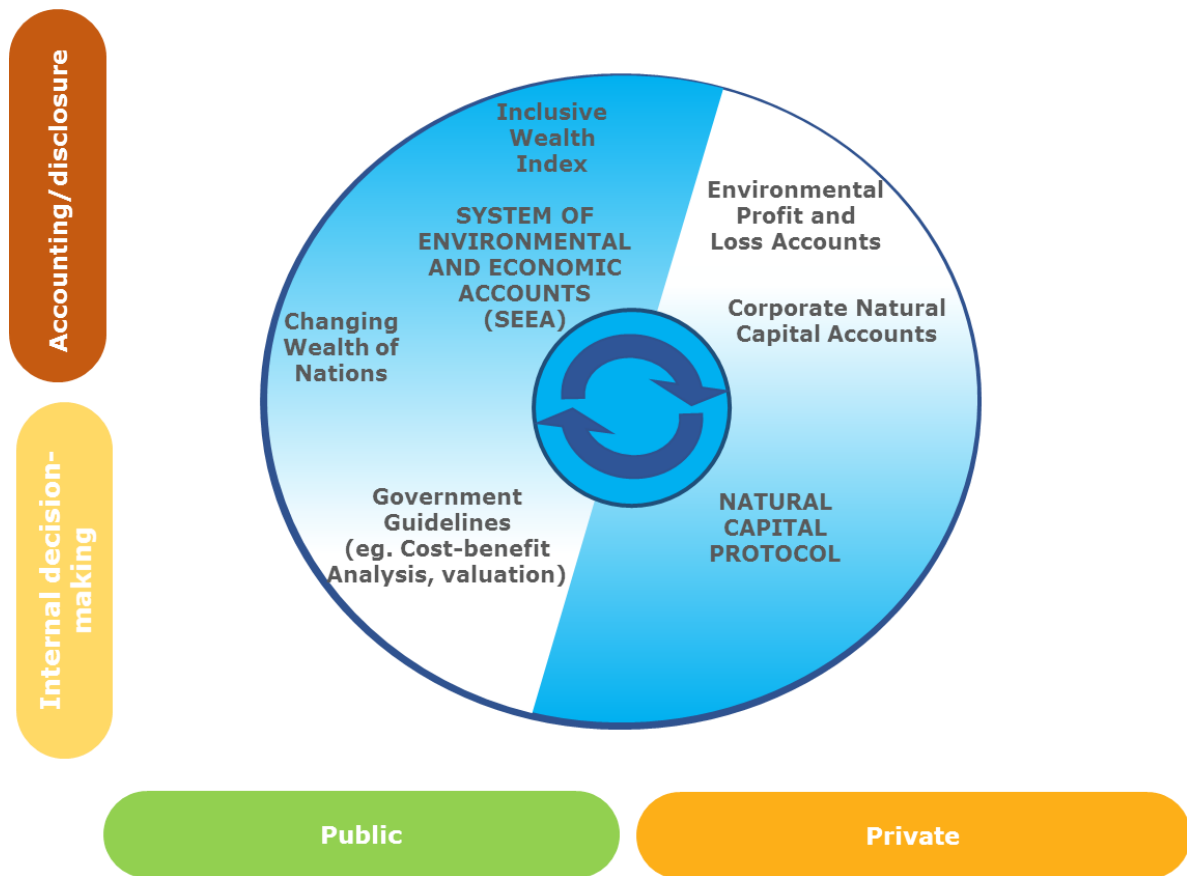 Accounting/disclosure
Internal decision-
making
Inclusive
Wealth
Index
SYSTEM OF
ENVIRONMENTAL
AND ECONOMIC
ACCOUNTS
(SEEA)
Changing
Wealth of
Nations
Government
Guidelines
(eg. Cost-benefit
Analysis, valuation)
Environmental
Profit and
Loss Accounts
Corporate Natural
Capital Accounts
NATURAL
CAPITAL
PROTOCOL
Public
Private